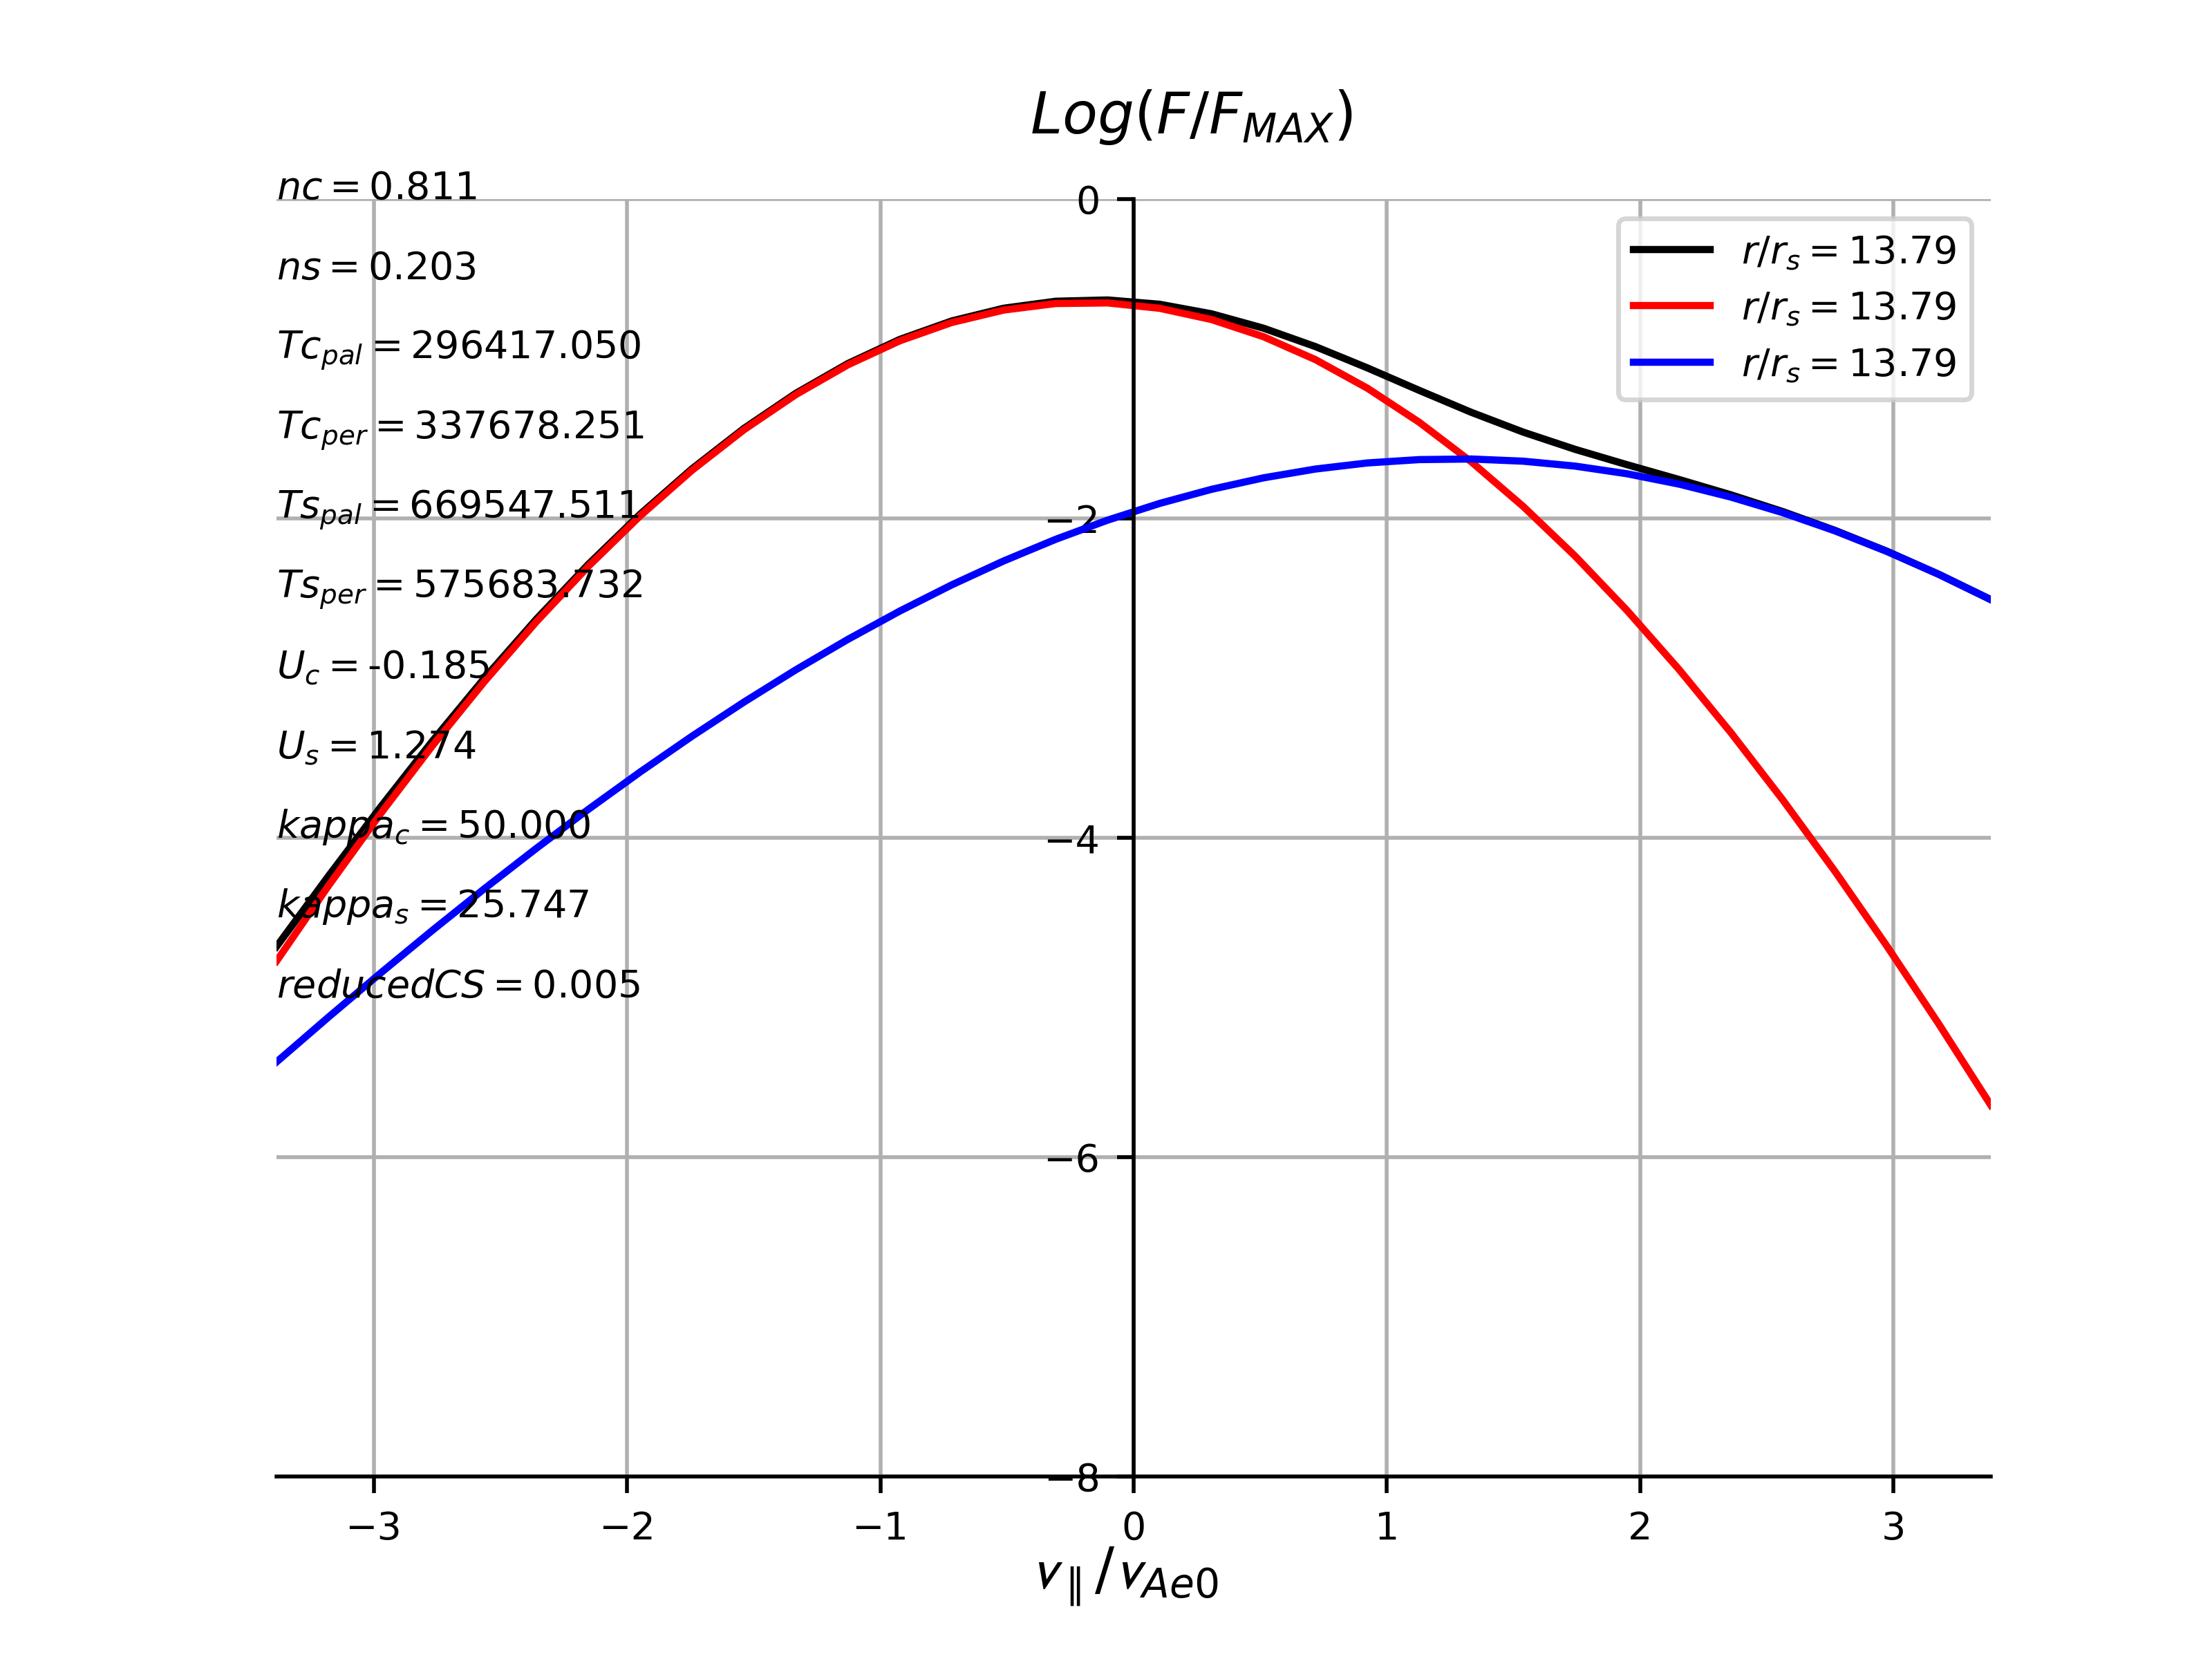 Log(F/F_MAX)
nc = 0.811
ns = 0.203
Tc_pal = 296417.050
Tc_per = 337678.251
Ts_pal = 669547.511
Ts_per = 575683.732
U_c = -0.185
U_s = 1.274
kappa_c = 50.000
kappa_s = 25.747
reducedCS = 0.005
r/r_s = 13.79
r/r_s = 13.79
r/r_s = 13.79
0
−2
−4
−6
−8
−3 −2 −1 0 1 2 3
v_∥/v_Ae0